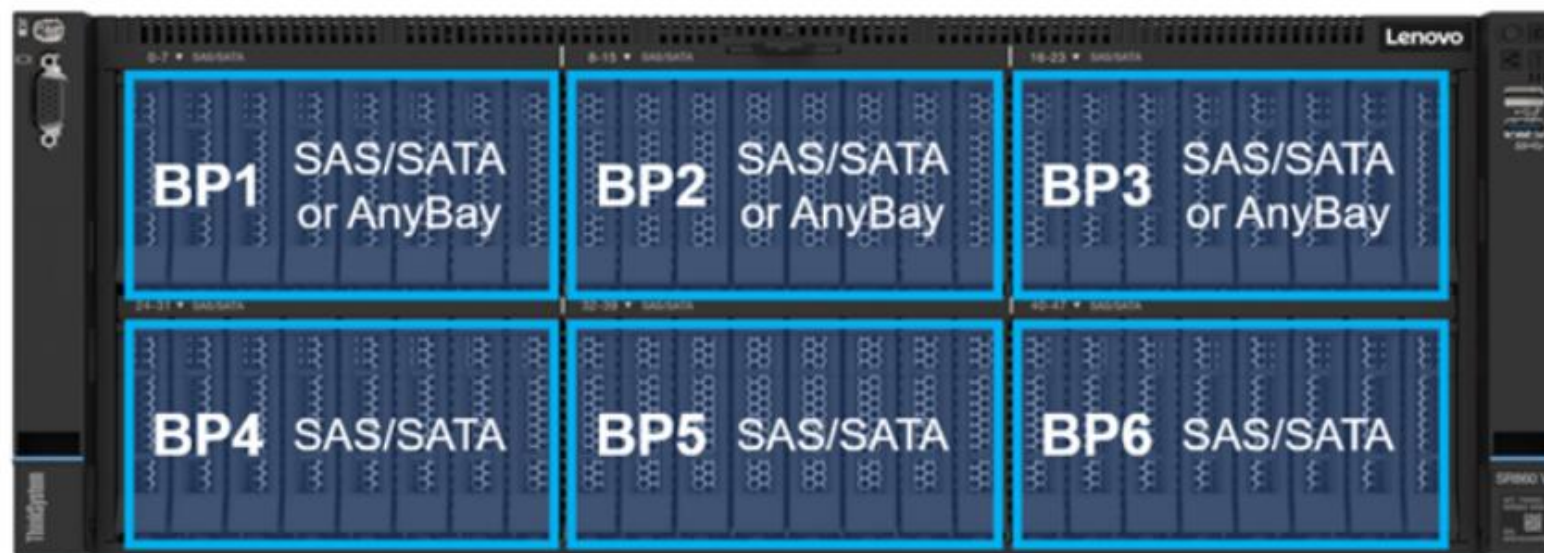 Lenovo
0-7 ▼ SAS/SATA
8-15 ▼ SAS/SATA
16-23 ▼ SAS/SATA
BP1 SAS/SATA
or AnyBay
BP2 SAS/SATA
or AnyBay
BP3 SAS/SATA
or AnyBay
24-31 ▼ SAS/SATA
32-39 ▼ SAS/SATA
40-47 ▼ SAS/SATA
BP4 SAS/SATA
BP5 SAS/SATA
BP6 SAS/SATA
ThinkSystem
SR860